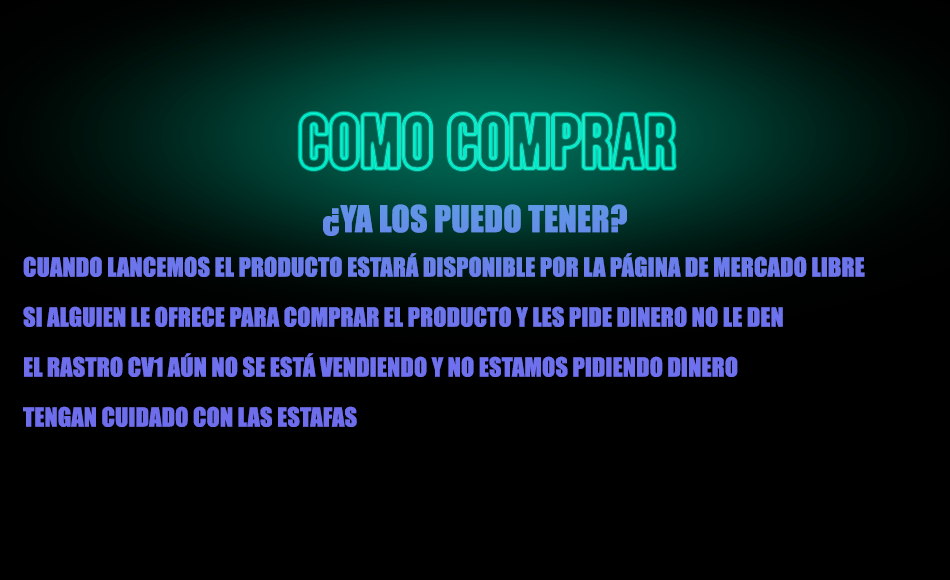 COMO COMPRAR
¿YA LOS PUEDO TENER?
CUANDO LANCEMOS EL PRODUCTO ESTARÁ DISPONIBLE POR LA PÁGINA DE MERCADO LIBRE
SI ALGUIEN LE OFRECE PARA COMPRAR EL PRODUCTO Y LES PIDE DINERO NO LE DEN
EL RASTRO CV1 AÚN NO SE ESTÁ VENDIENDO Y NO ESTAMOS PIDIENDO DINERO
TENGAN CUIDADO CON LAS ESTAFAS